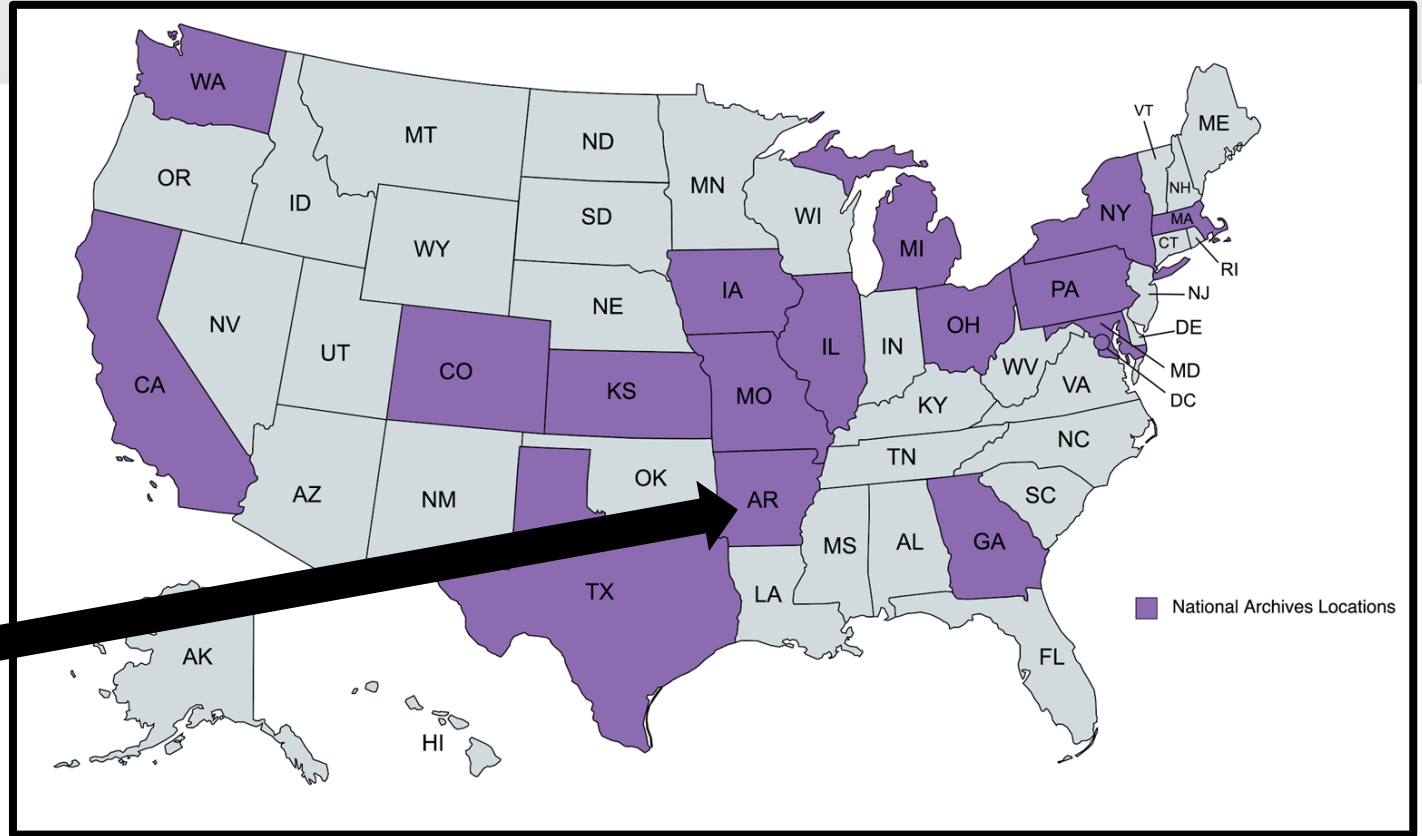 WA
MT
ND
MN
VT
ME
OR
ID
SD
WI
NH
WY
MI
NY
MA
CT
RI
NE
IA
PA
NJ
NV
UT
CO
IL
IN
OH
DE
MD
DC
CA
KS
MO
WV
VA
KY
NC
TN
AZ
NM
OK
AR
SC
MS
AL
GA
TX
LA
National Archives Locations
AK
FL
HI